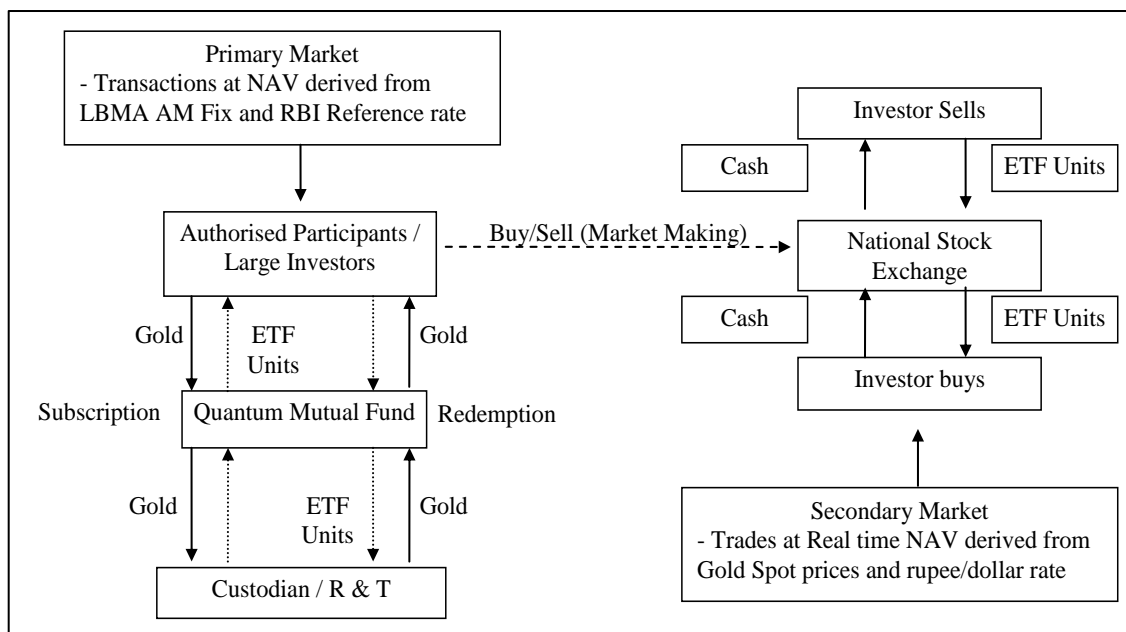 Primary Market
- Transactions at NAV derived from
LBMA AM Fix and RBI Reference rate
Authorised Participants /
Large Investors
Gold
ETF
Units
Gold
Subscription
Quantum Mutual Fund
Redemption
Gold
ETF
Units
Gold
Custodian / R & T
Buy/Sell (Market Making)
Investor Sells
Cash
ETF Units
National Stock
Exchange
Cash
ETF Units
Investor buys
Secondary Market
- Trades at Real time NAV derived from
Gold Spot prices and rupee/dollar rate